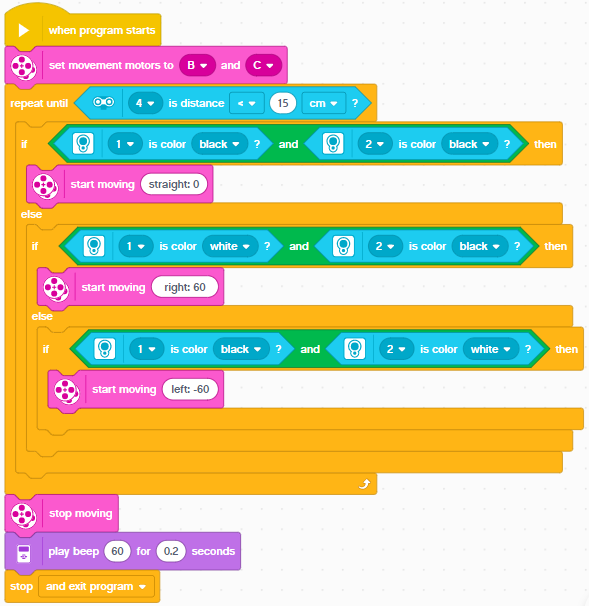 when program starts
set movement motors to B and C
repeat until 4 is distance < 15 cm ?
if 1 is color black ? and 2 is color black ? then
start moving straight: 0
else
if 1 is color white ? and 2 is color black ? then
start moving right: 60
else
if 1 is color black ? and 2 is color white ? then
start moving left: -60
stop moving
play beep 60 for 0.2 seconds
stop and exit program